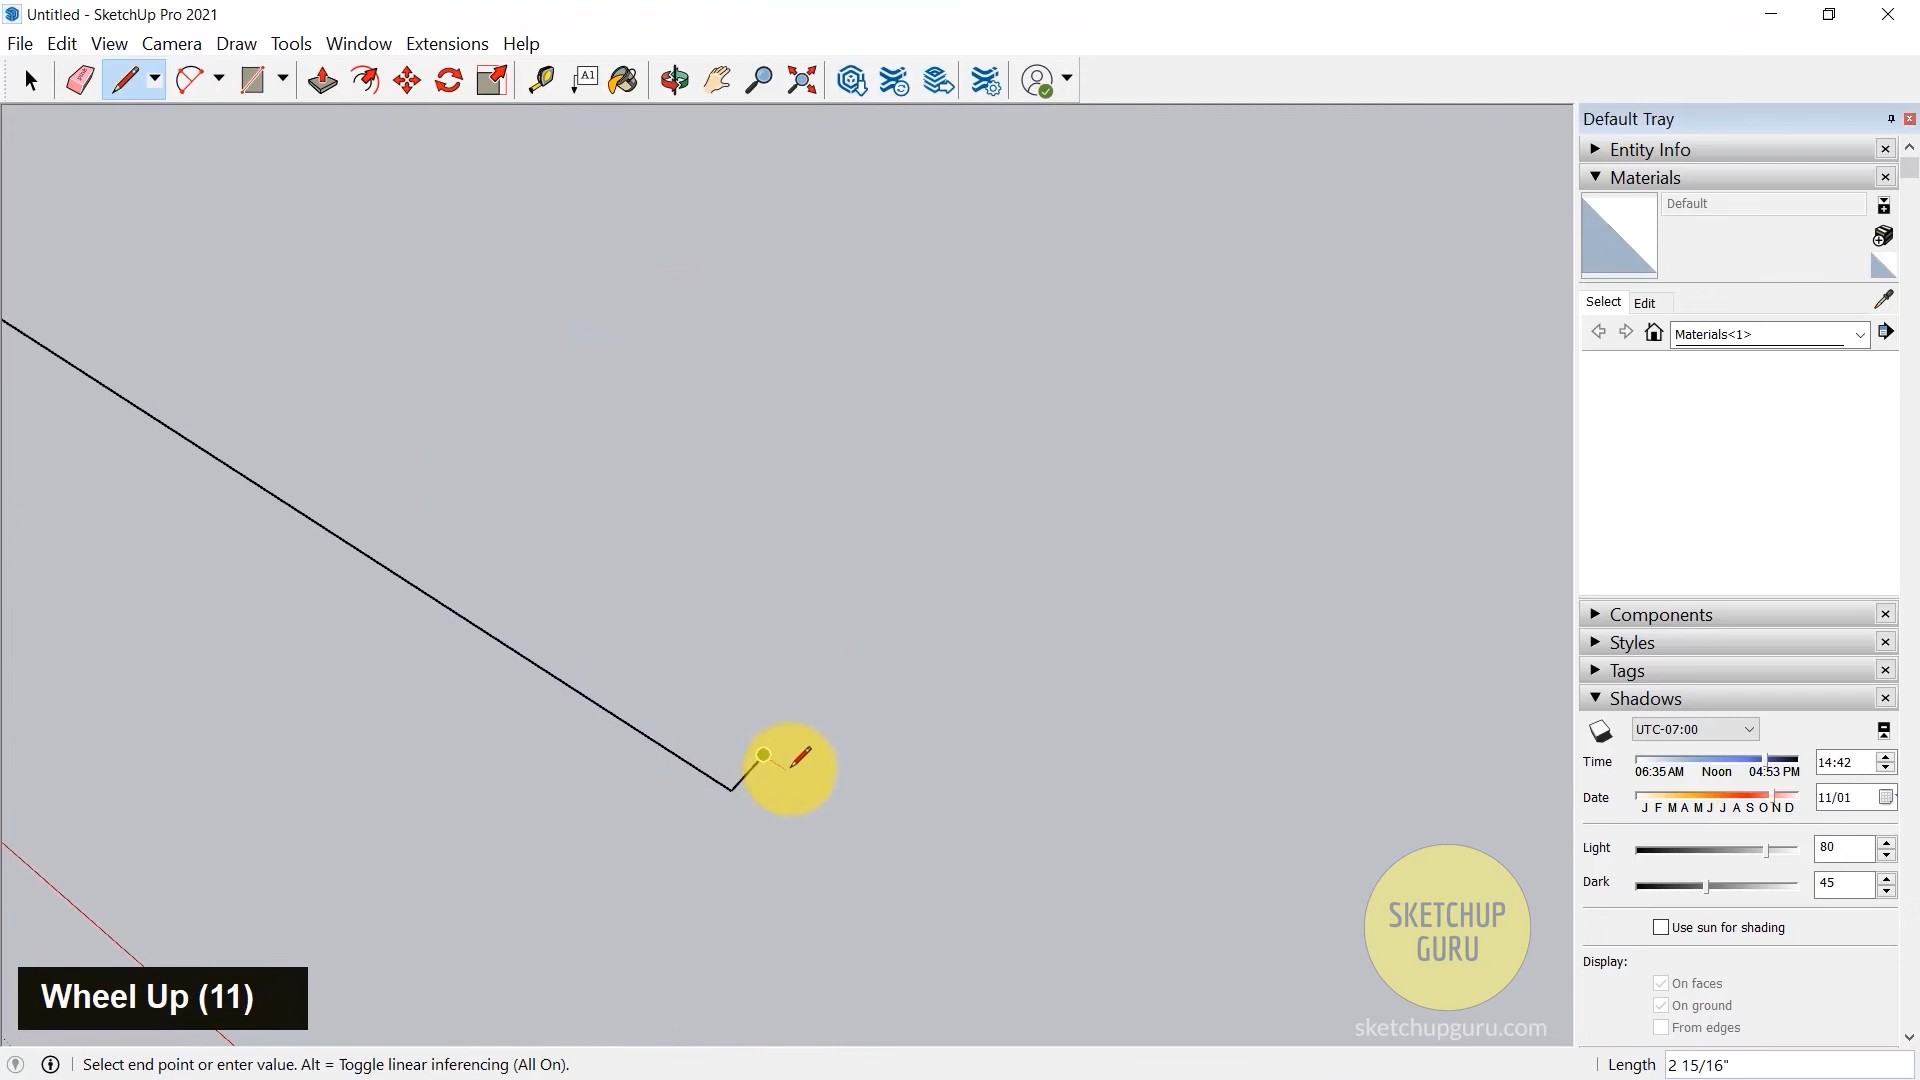 Untitled - SketchUp Pro 2021
File Edit View Camera Draw Tools Window Extensions Help
A1
Default Tray
Entity Info
Materials
Default
Select Edit
Materials<1>
Components
Styles
Tags
Shadows
UTC-07:00
Time 14:42
06:35 AM Noon 04:53 PM
Date 11/01
J F M A M J J A S O N D
Light 80
Dark 45
Use sun for shading
Display:
On faces
On ground
From edges
SKETCHUP
GURU
sketchupguru.com
Wheel Up (11)
Select end point or enter value. Alt = Toggle linear inferencing (All On).
Length 2 15/16"